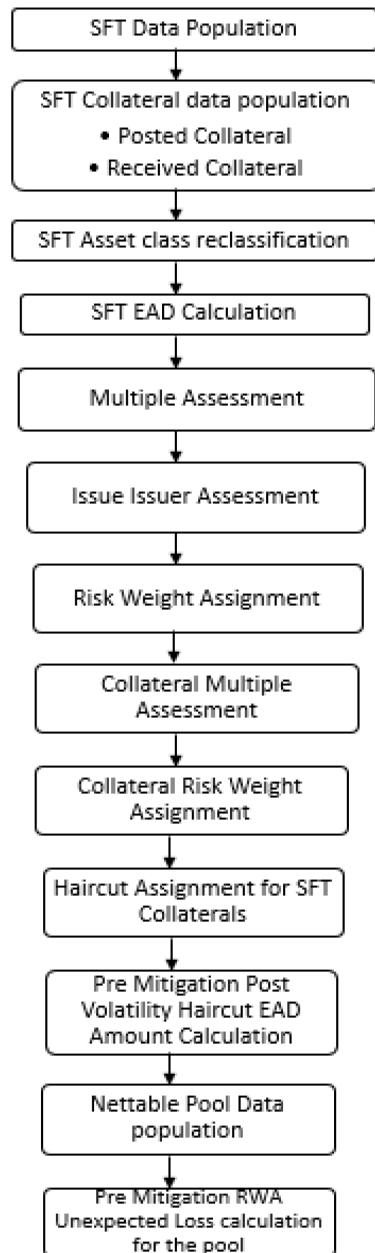 SFT Data Population
SFT Collateral data population
• Posted Collateral
• Received Collateral
SFT Asset class reclassification
SFT EAD Calculation
Multiple Assessment
Issue Issuer Assessment
Risk Weight Assignment
Collateral Multiple
Assessment
Collateral Risk Weight
Assignment
Haircut Assignment for SFT
Collaterals
Pre Mitigation Post
Volatility Haircut EAD
Amount Calculation
Nettable Pool Data
population
Pre Mitigation RWA
Unexpected Loss calculation
for the pool